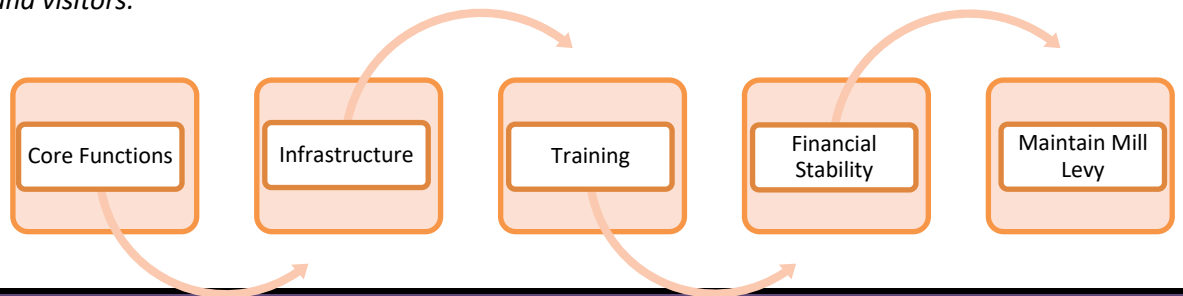 and visitors.
Core Functions
Infrastructure
Training
Financial
Stability
Maintain Mill
Levy